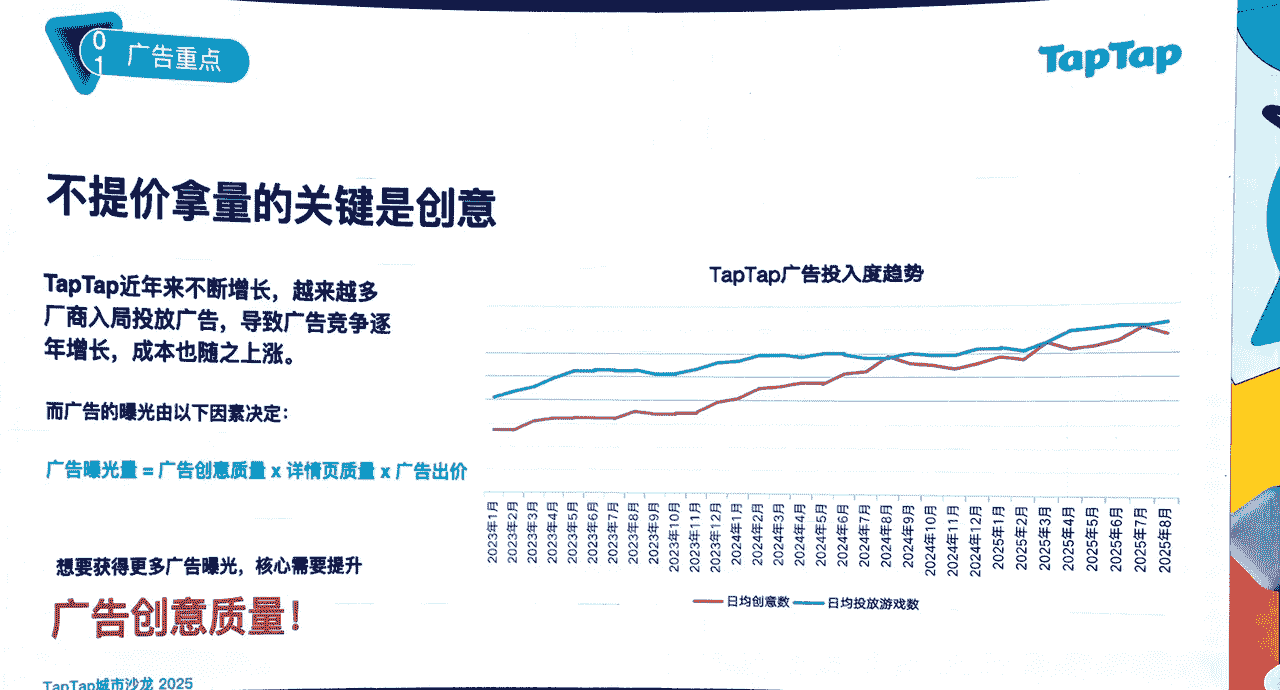 01
广告重点
TapTap
不提价拿量的关键是创意
TapTap近年来不断增长，越来越多
厂商入局投放广告，导致广告竞争逐
年增长，成本也随之上涨。
而广告的曝光由以下因素决定：
广告曝光量 = 广告创意质量 x 详情页质量 x 广告出价
想要获得更多广告曝光，核心需要提升
广告创意质量！
TapTap城市沙龙 2025
TapTap广告投入度趋势
2023年1月
2023年2月
2023年3月
2023年4月
2023年5月
2023年6月
2023年7月
2023年8月
2023年9月
2023年10月
2023年11月
2023年12月
2024年1月
2024年2月
2024年3月
2024年4月
2024年5月
2024年6月
2024年7月
2024年8月
2024年9月
2024年10月
2024年11月
2024年12月
2025年1月
2025年2月
2025年3月
2025年4月
2025年5月
2025年6月
2025年7月
2025年8月
日均创意数
日均投放游戏数